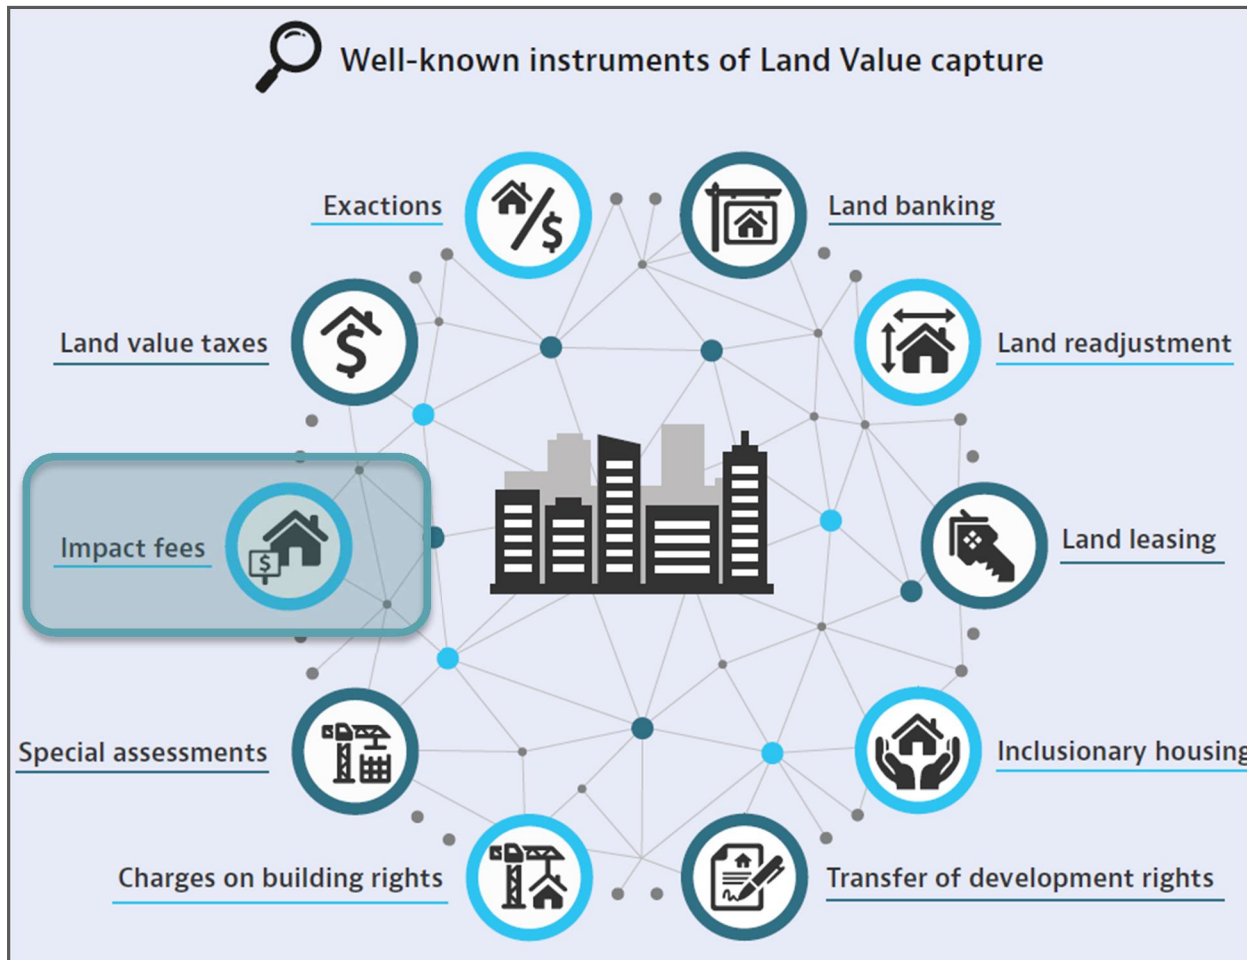 Well-known instruments of Land Value capture
Exactions
Land banking
Land value taxes
$
Land readjustment
Impact fees
$
Land leasing
Special assessments
Inclusionary housing
Charges on building rights
Transfer of development rights